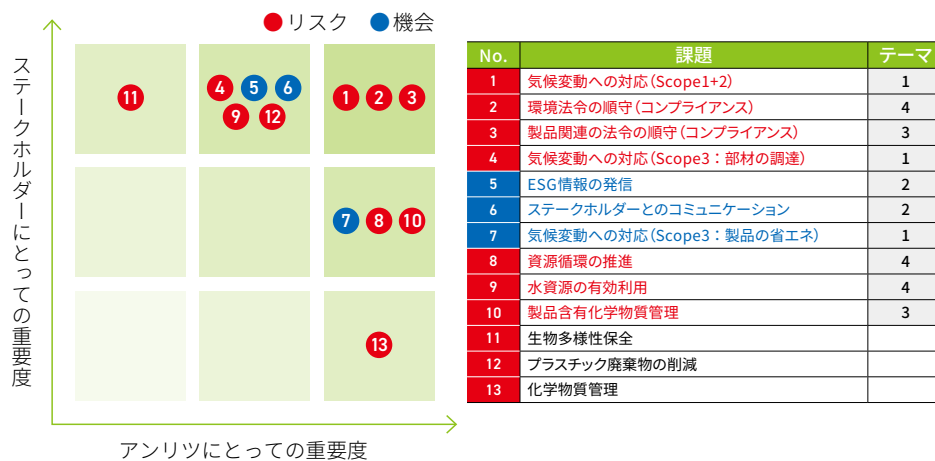 リスク 機会
ステークホルダーにとっての重要度
11 4 5 6 1 2 3
9 12
7 8 10
13
アンリツにとっての重要度
No. 課題 テーマ
1 気候変動への対応(Scope1+2) 1
2 環境法令の順守(コンプライアンス) 4
3 製品関連の法令の順守(コンプライアンス) 3
4 気候変動への対応(Scope3:部材の調達) 1
5 ESG情報の発信 2
6 ステークホルダーとのコミュニケーション 2
7 気候変動への対応(Scope3:製品の省エネ) 1
8 資源循環の推進 4
9 水資源の有効利用 4
10 製品含有化学物質管理 3
11 生物多様性保全
12 プラスチック廃棄物の削減
13 化学物質管理